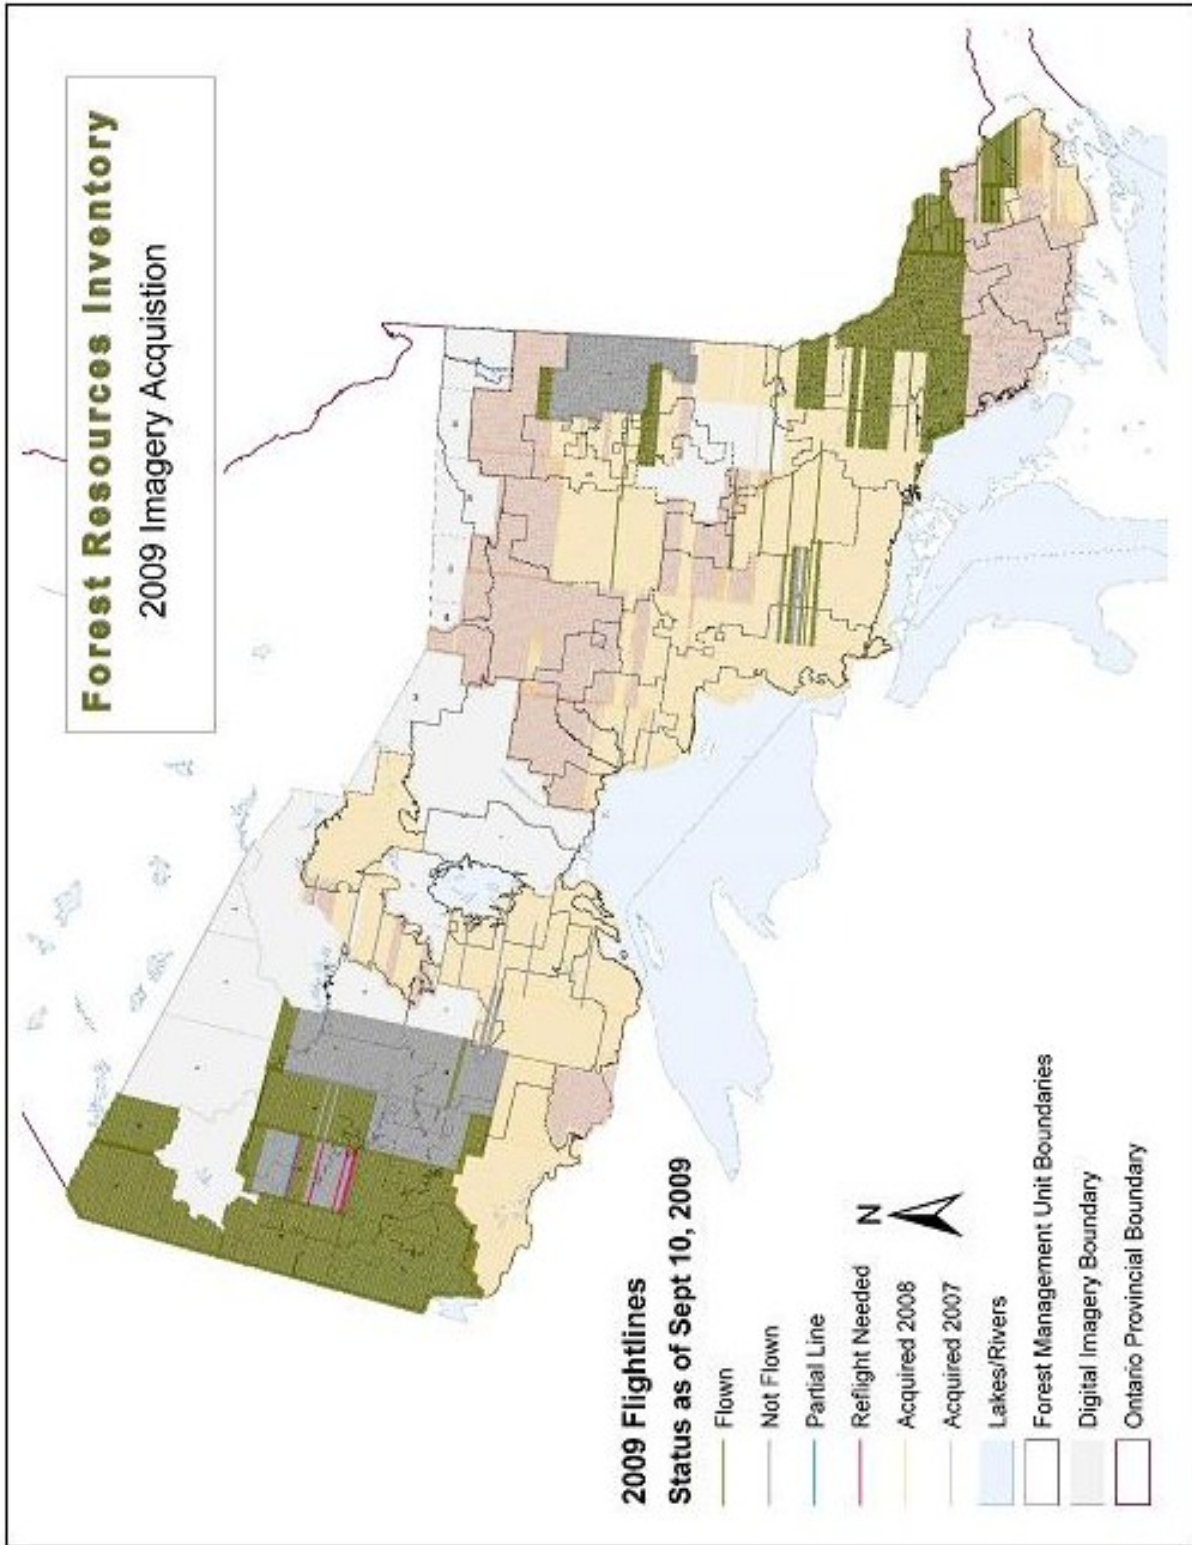 Forest Resources Inventory
2009 Imagery Acquistion
2009 Flightlines
Status as of Sept 10, 2009
Flown
Not Flown
Partial Line
Reflight Needed
Acquired 2008
Acquired 2007
Lakes/Rivers
Forest Management Unit Boundaries
Digital Imagery Boundary
Ontario Provincial Boundary
N